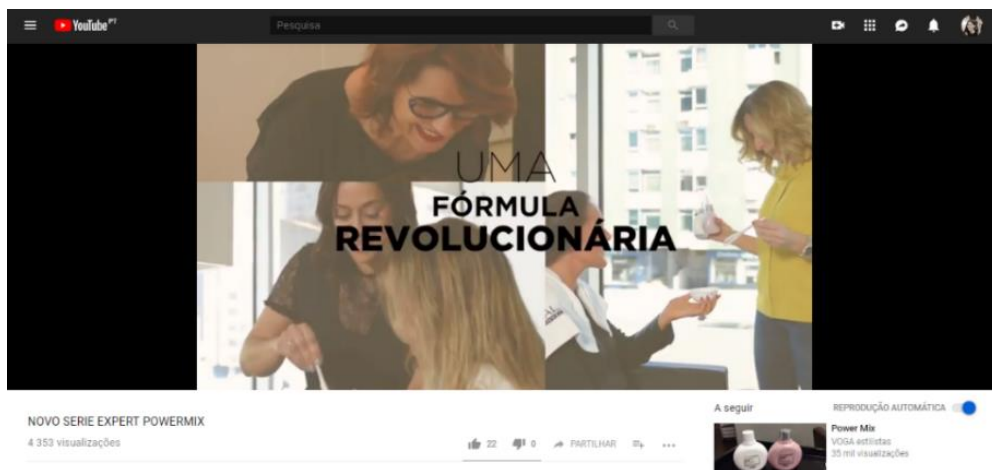 YouTube PT
Pesquisa
UMA
FÓRMULA
REVOLUCIONÁRIA
NOVO SERIE EXPERT POWERMIX
4 353 visualizações
22
0
PARTILHAR
A seguir
REPRODUÇÃO AUTOMÁTICA
Power Mix
VOGA estilistas
35 mil visualizações